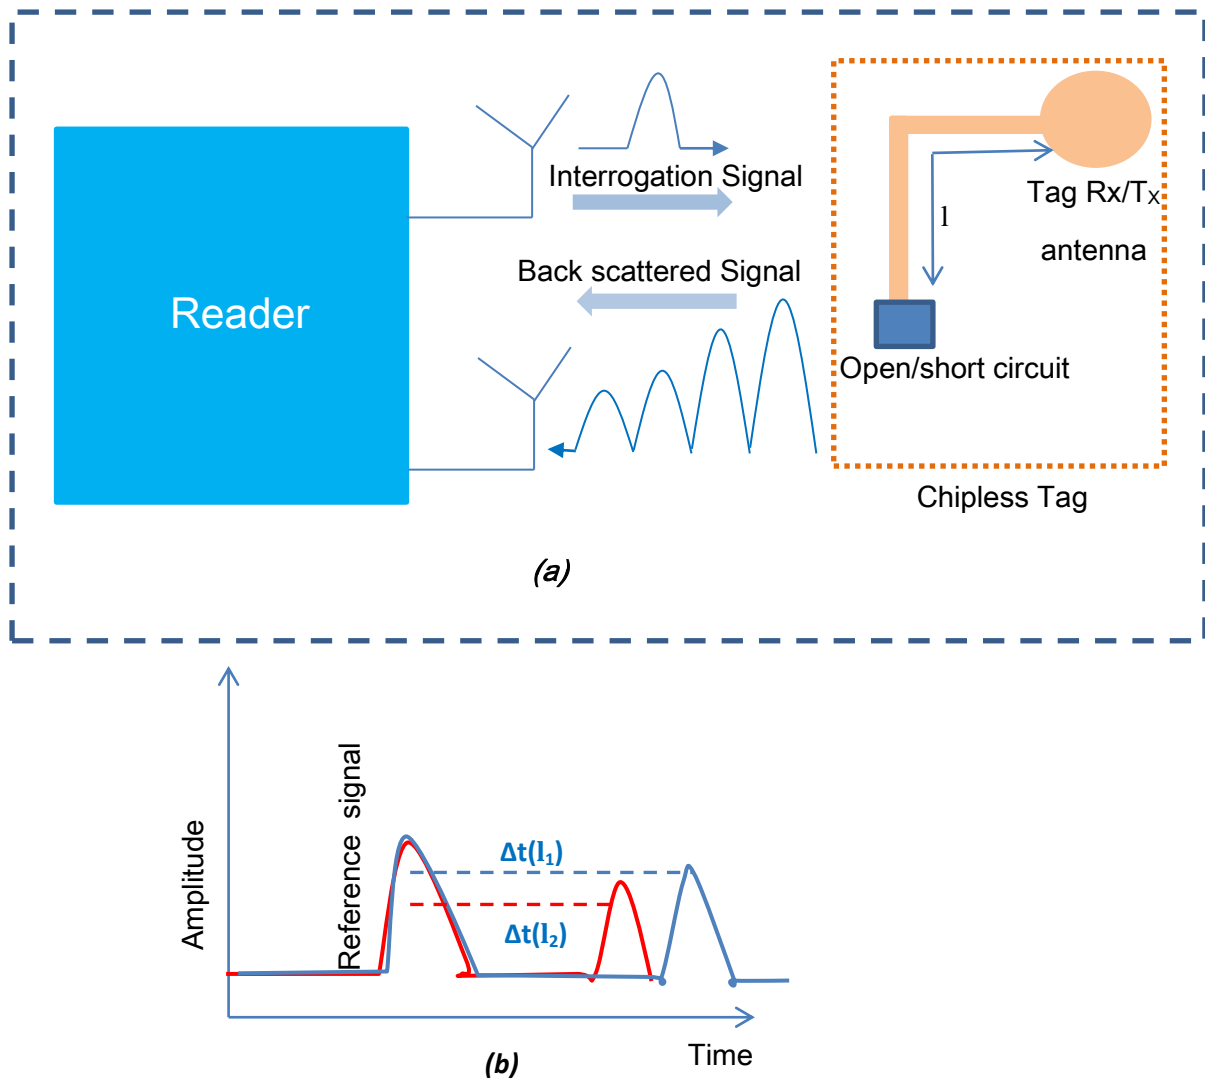 Interrogation Signal
Tag Rx/TX
l
antenna
Back scattered Signal
Reader
Open/short circuit
Chipless Tag
(a)
Reference signal
Amplitude
Δt(l1)
Δt(l2)
Time
(b)